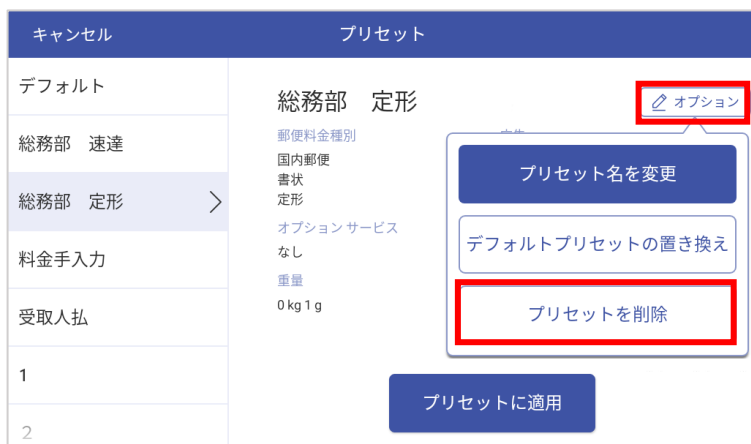 キャンセル
プリセット
デフォルト
総務部　速達
総務部　定形
料金手入力
受取人払
1
2
総務部　定形
オプション
郵便料金種別
国内郵便
書状
定形
オプション サービス
なし
重量
0 kg 1 g
プリセット名を変更
デフォルトプリセットの置き換え
プリセットを削除
プリセットに適用